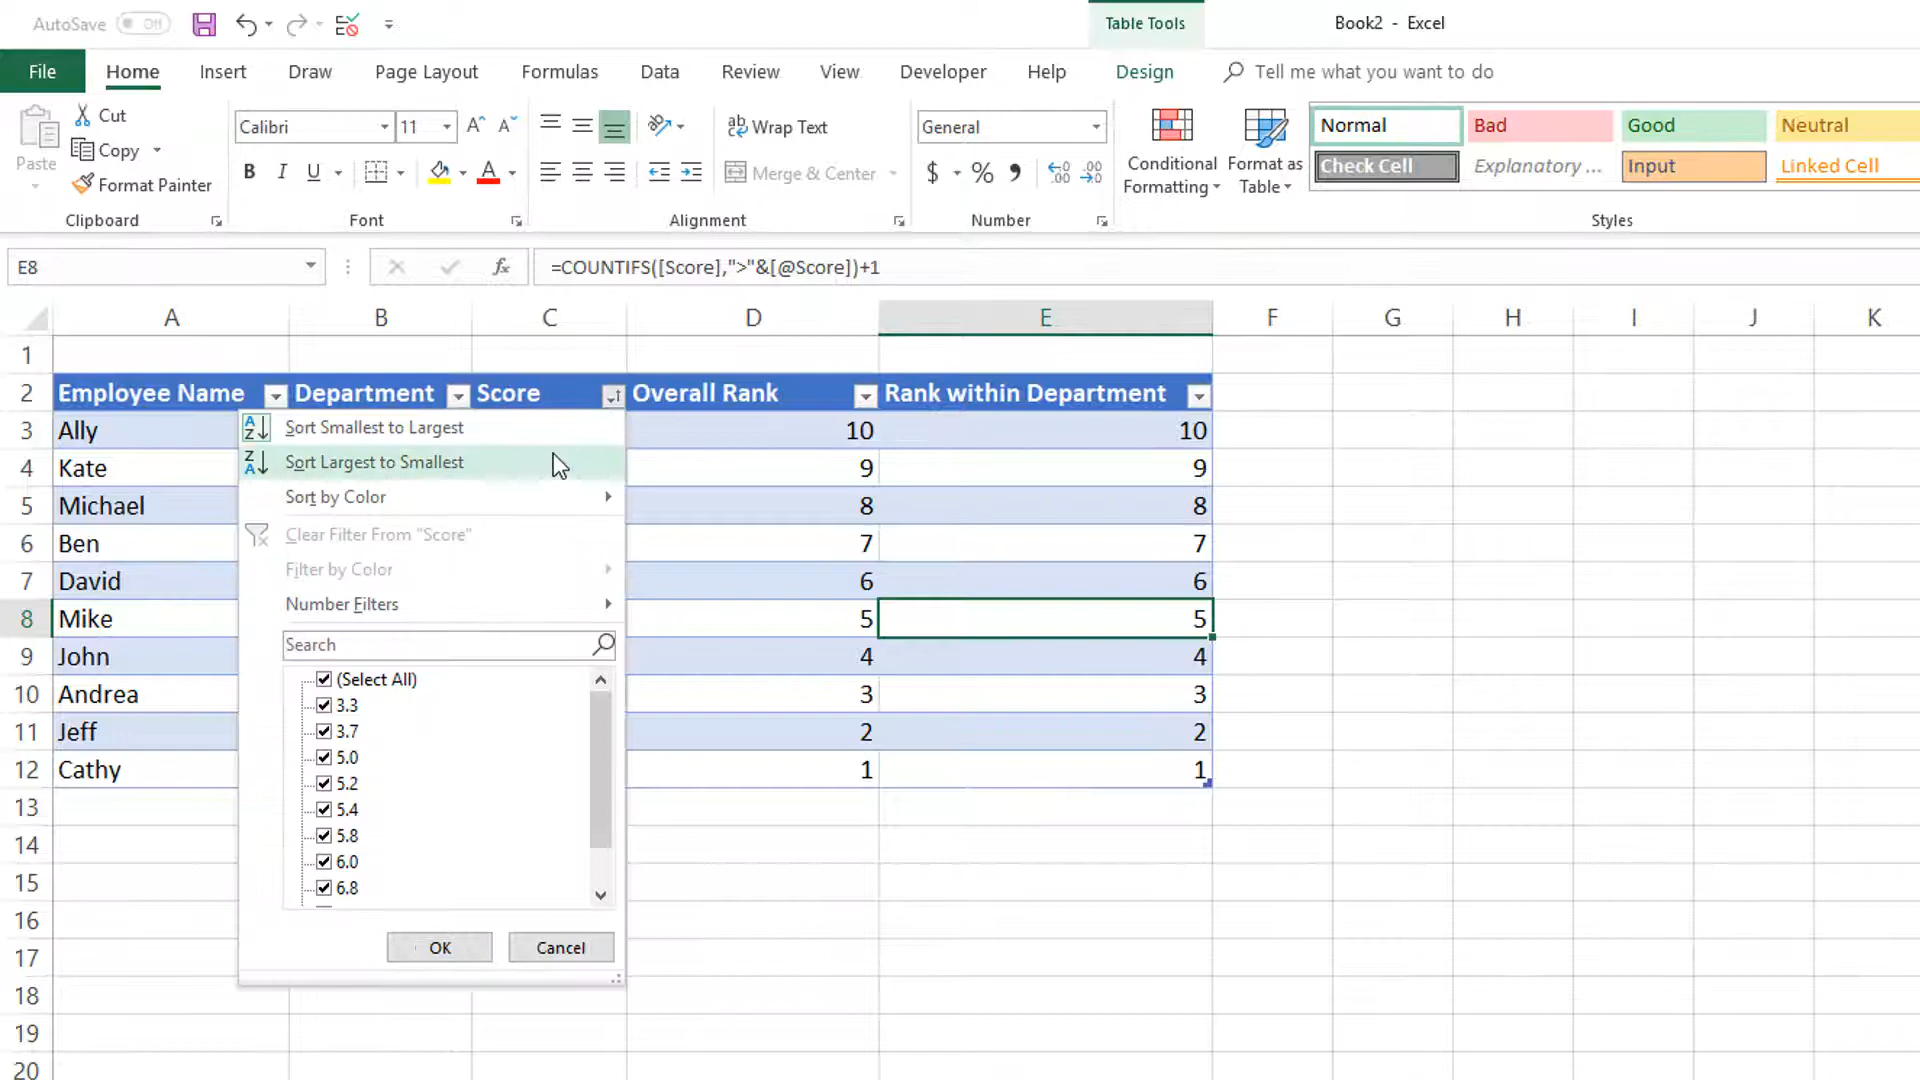 AutoSave Off
Table Tools
Book2 - Excel
File Home Insert Draw Page Layout Formulas Data Review View Developer Help Design Tell me what you want to do
Paste
Cut
Copy
Format Painter
Clipboard
Calibri 11
B I U A
Font
Wrap Text
Merge & Center
Alignment
General
$ %
Number
Conditional
Formatting
Format as
Table
Normal Bad Good Neutral
Check Cell Explanatory ... Input Linked Cell
Styles
E8 fx =COUNTIFS([Score],">"&[@Score])+1
A B C D E F G H I J K
1
2 Employee Name Department Score Overall Rank Rank within Department
3 Ally 10 10
4 Kate 9 9
5 Michael 8 8
6 Ben 7 7
7 David 6 6
8 Mike 5 5
9 John 4 4
10 Andrea 3 3
11 Jeff 2 2
12 Cathy 1 1
13
14
15
16
17
18
19
20
Sort Smallest to Largest
Sort Largest to Smallest
Sort by Color
Clear Filter From "Score"
Filter by Color
Number Filters
Search
(Select All)
3.3
3.7
5.0
5.2
5.4
5.8
6.0
6.8
OK Cancel